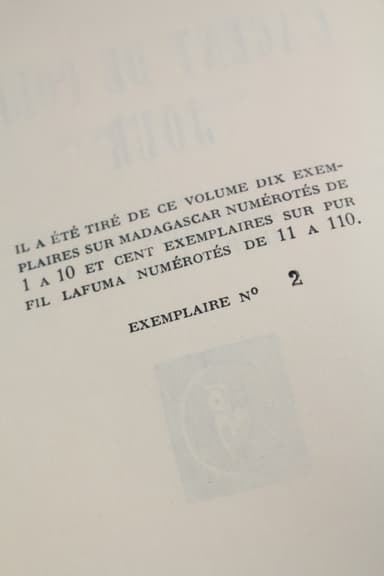 IL A ÉTÉ TIRÉ DE CE VOLUME DIX EXEM-
PLAIRES SUR MADAGASCAR NUMÉROTÉS DE
1 A 10 ET CENT EXEMPLAIRES SUR PUR
FIL LAFUMA NUMÉROTÉS DE 11 A 110.
EXEMPLAIRE Nº 2